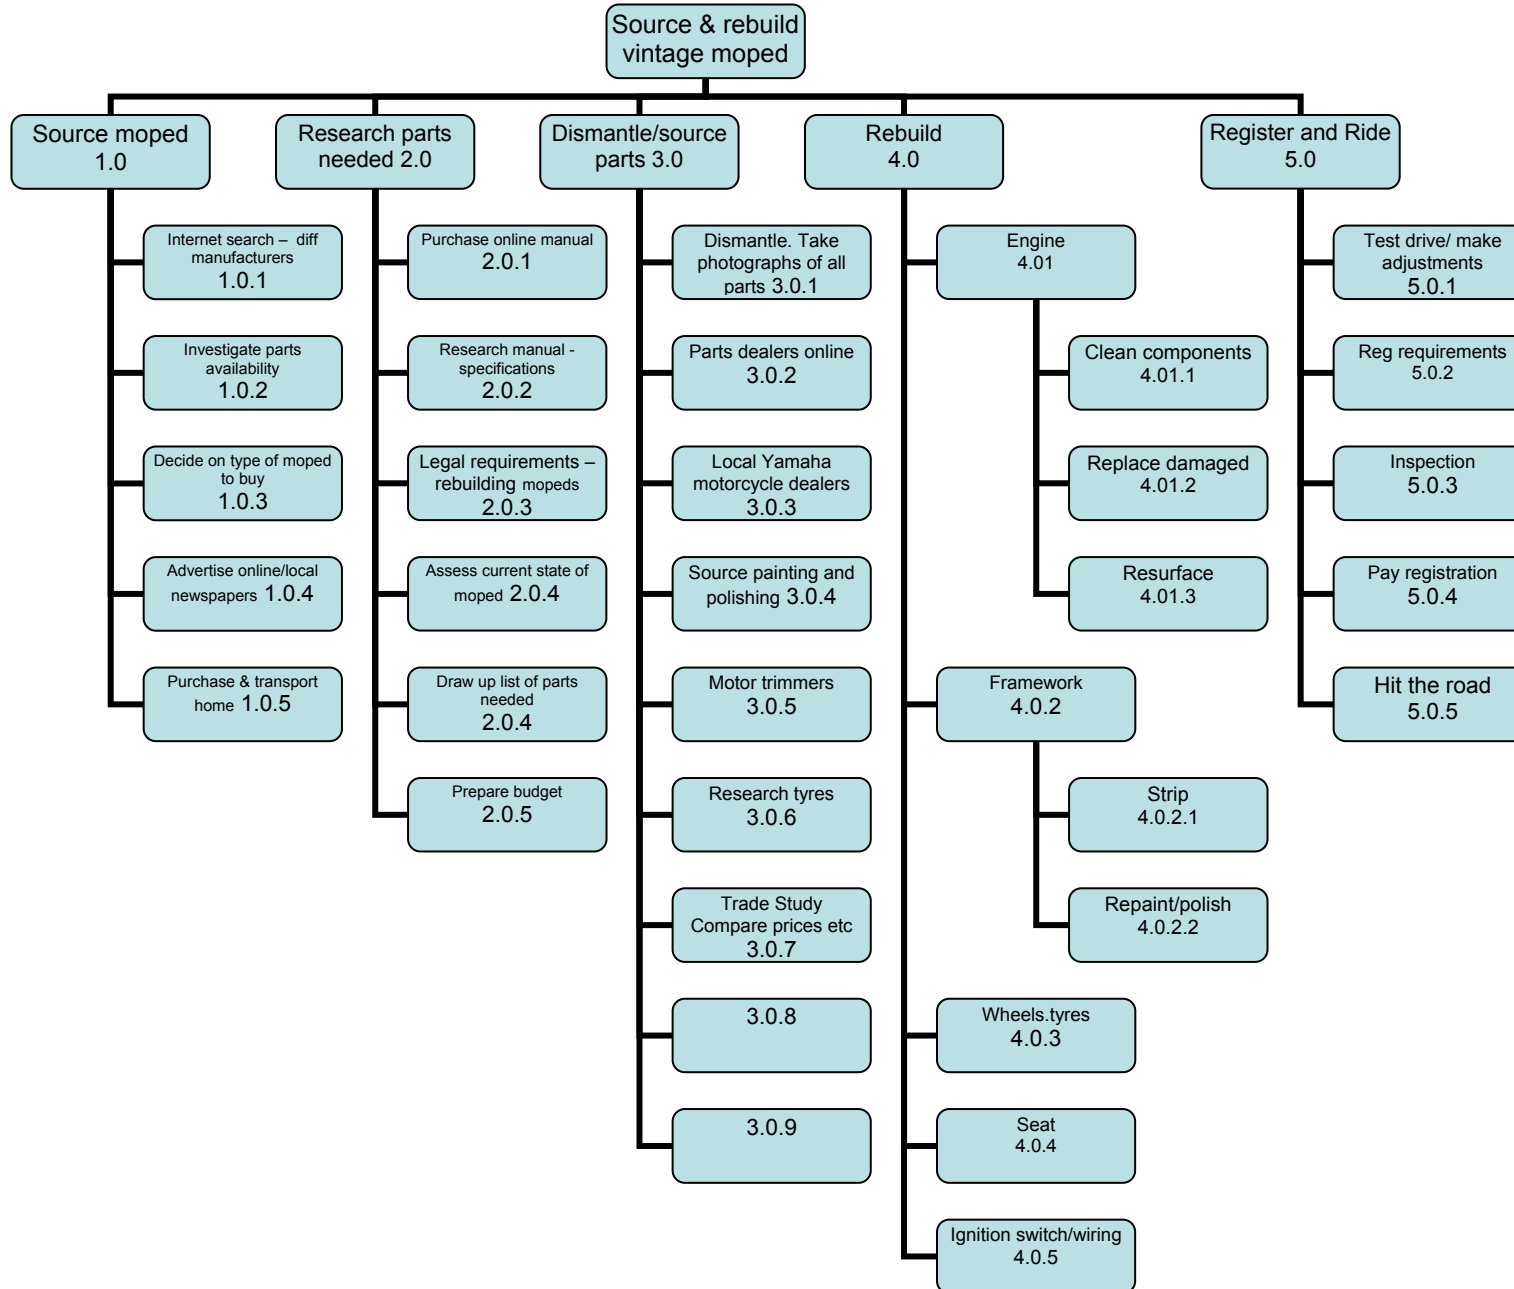 Source & rebuild
vintage moped
Source moped
1.0
Research parts
needed 2.0
Dismantle/source
parts 3.0
Rebuild
4.0
Register and Ride
5.0
Internet search – diff
manufacturers
1.0.1
Investigate parts
availability
1.0.2
Decide on type of moped
to buy
1.0.3
Advertise online/local
newspapers 1.0.4
Purchase & transport
home 1.0.5
Purchase online manual
2.0.1
Research manual -
specifications
2.0.2
Legal requirements –
rebuilding mopeds
2.0.3
Assess current state of
moped 2.0.4
Draw up list of parts
needed
2.0.4
Prepare budget
2.0.5
Dismantle. Take
photographs of all
parts 3.0.1
Parts dealers online
3.0.2
Local Yamaha
motorcycle dealers
3.0.3
Source painting and
polishing 3.0.4
Motor trimmers
3.0.5
Research tyres
3.0.6
Trade Study
Compare prices etc
3.0.7
3.0.8
3.0.9
Engine
4.01
Clean components
4.01.1
Replace damaged
4.01.2
Resurface
4.01.3
Framework
4.0.2
Strip
4.0.2.1
Repaint/polish
4.0.2.2
Wheels.tyres
4.0.3
Seat
4.0.4
Ignition switch/wiring
4.0.5
Test drive/ make
adjustments
5.0.1
Reg requirements
5.0.2
Inspection
5.0.3
Pay registration
5.0.4
Hit the road
5.0.5